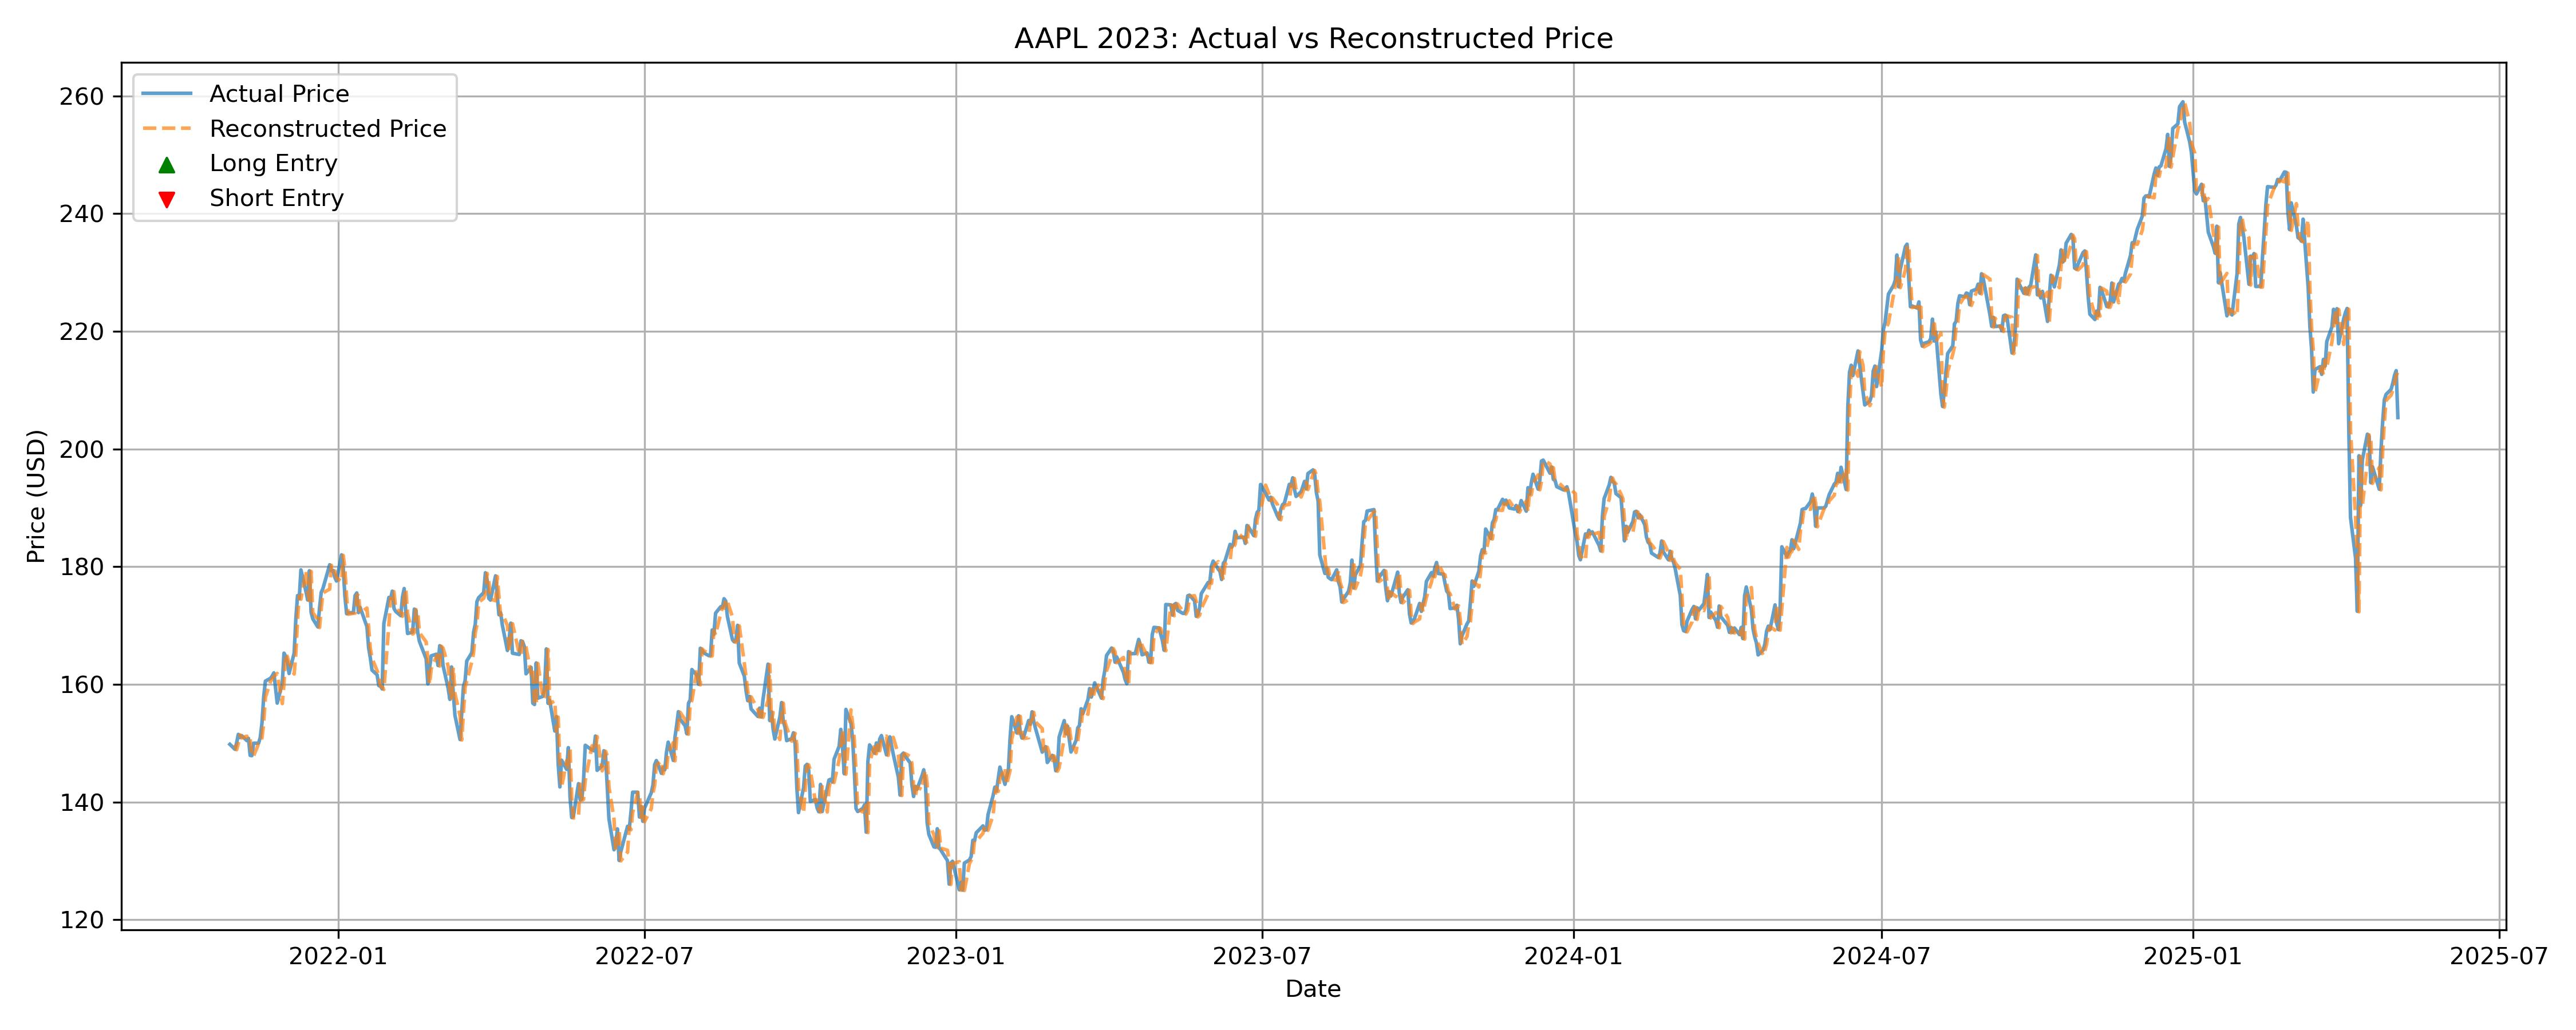 AAPL 2023: Actual vs Reconstructed Price
Actual Price
Reconstructed Price
Long Entry
Short Entry
Price (USD)
260
240
220
200
180
160
140
120
2022-01 2022-07 2023-01 2023-07 2024-01 2024-07 2025-01 2025-07
Date